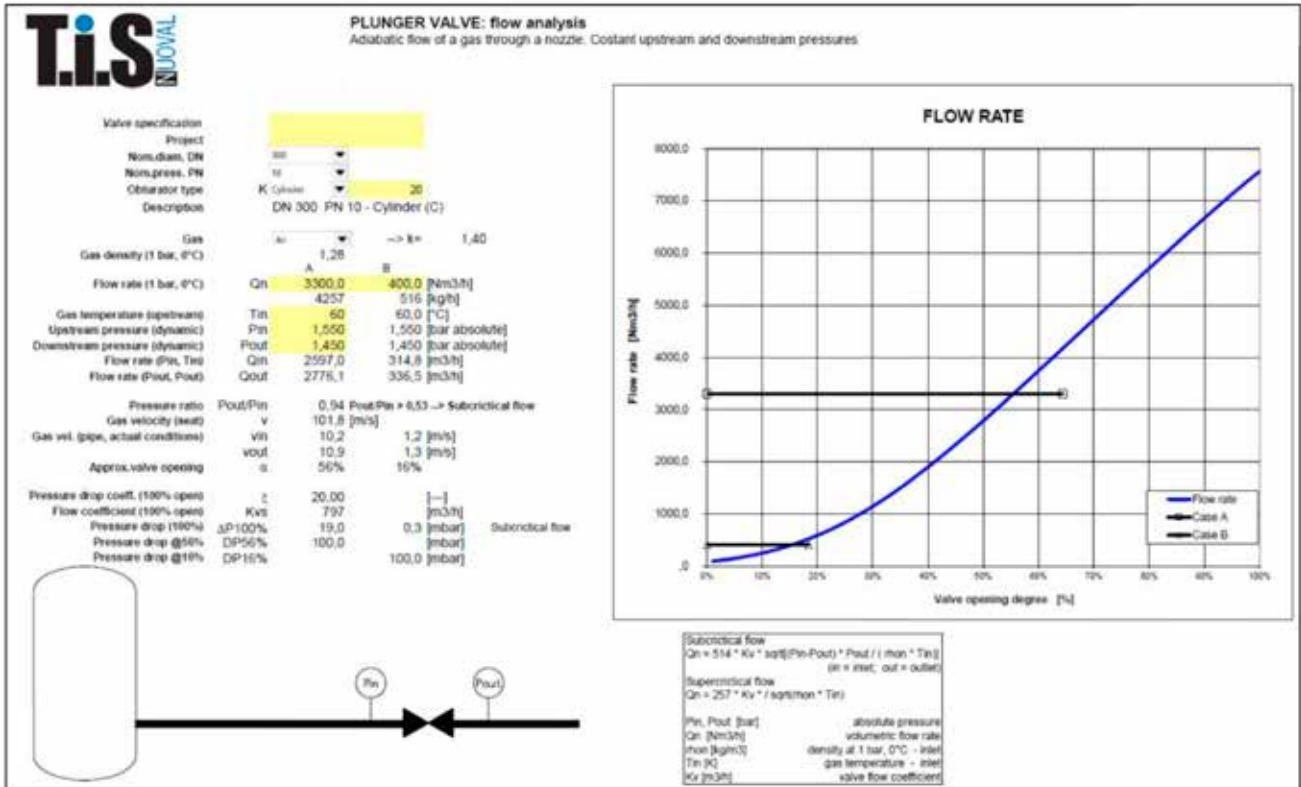 T.i.S NUOVAL
PLUNGER VALVE: flow analysis
Adiabatic flow of a gas through a nozzle. Costant upstream and downstream pressures
Valve specification
Project
Nom.diam. DN 300
Nom.press. PN 10
Obturator type K Cylinder 20
Description DN 300 PN 10 - Cylinder (C)
Gas Air --> k= 1,40
Gas density (1 bar, 0°C) 1,28
A B
Flow rate (1 bar, 0°C) Qn 3300,0 400,0 [Nm3/h]
4257 516 [kg/h]
Gas temperature (upstream) Tin 60 60,0 [°C]
Upstream pressure (dynamic) Pin 1,550 1,550 [bar absolute]
Downstream pressure (dynamic) Pout 1,450 1,450 [bar absolute]
Flow rate (Pin, Tin) Qin 2597,0 314,8 [m3/h]
Flow rate (Pout, Pout) Qout 2776,1 336,5 [m3/h]
Pressure ratio Pout/Pin 0,94 Pout/Pin > 0,53 --> Subcrictical flow
Gas velocity (seat) v 101,8 [m/s]
Gas vel. (pipe, actual conditions) vin 10,2 1,2 [m/s]
vout 10,9 1,3 [m/s]
Approx.valve opening α 56% 16%
Pressure drop coeff. (100% open) ξ 20,00 [---]
Flow coefficient (100% open) Kvs 797 [m3/h]
Pressure drop (100%) ΔP100% 19,0 0,3 [mbar] Subcrictical flow
Pressure drop @56% DP56% 100,0 [mbar]
Pressure drop @16% DP16% 100,0 [mbar]
Pin
Pout
FLOW RATE
Flow rate [Nm3/h]
8000,0
7000,0
6000,0
5000,0
4000,0
3000,0
2000,0
1000,0
,0
0% 10% 20% 30% 40% 50% 60% 70% 80% 90% 100%
Valve opening degree [%]
Flow rate
Case A
Case B
Subcrictical flow
Qn = 514 * Kv * sqrt[(Pin-Pout) * Pout / ( rhon * Tin)]
(in = inlet; out = outlet)
Supercrictical flow
Qn = 257 * Kv * / sqrt(rhon * Tin)
Pin, Pout [bar] absolute pressure
Qn [Nm3/h] volumetric flow rate
rhon [kg/m3] density at 1 bar, 0°C - inlet
Tin [K] gas temperature - inlet
Kv [m3/h] valve flow coefficient